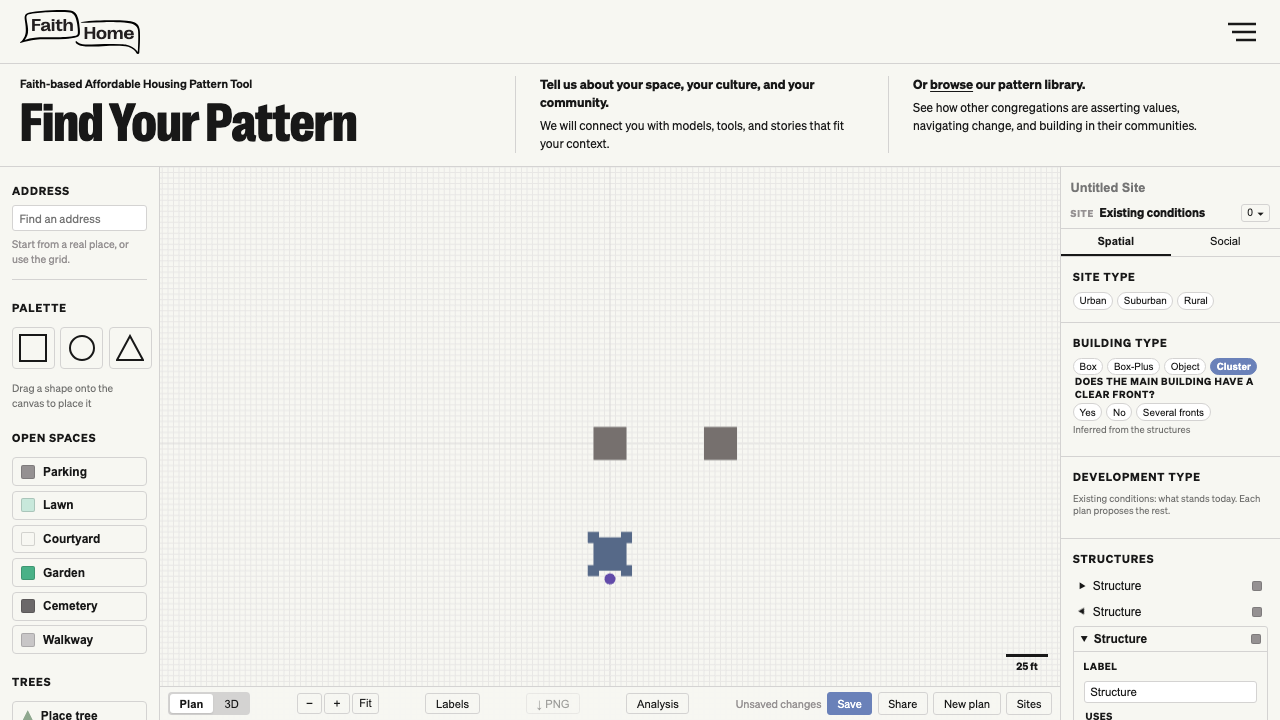 Faith
Home
Faith-based Affordable Housing Pattern Tool
Find Your Pattern
Tell us about your space, your culture, and your
community.
We will connect you with models, tools, and stories that fit
your context.
Or browse our pattern library.
See how other congregations are asserting values,
navigating change, and building in their communities.
ADDRESS
Find an address
Start from a real place, or
use the grid.
PALETTE
Drag a shape onto the
canvas to place it
OPEN SPACES
Parking
Lawn
Courtyard
Garden
Cemetery
Walkway
TREES
Place tree
25 ft
Plan
3D
−
+
Fit
Labels
↓ PNG
Analysis
Unsaved changes
Save
Share
New plan
Sites
Untitled Site
SITE Existing conditions
0
Spatial
Social
SITE TYPE
Urban
Suburban
Rural
BUILDING TYPE
Box
Box-Plus
Object
Cluster
DOES THE MAIN BUILDING HAVE A
CLEAR FRONT?
Yes
No
Several fronts
Inferred from the structures
DEVELOPMENT TYPE
Existing conditions: what stands today. Each
plan proposes the rest.
STRUCTURES
Structure
Structure
Structure
LABEL
Structure
USES